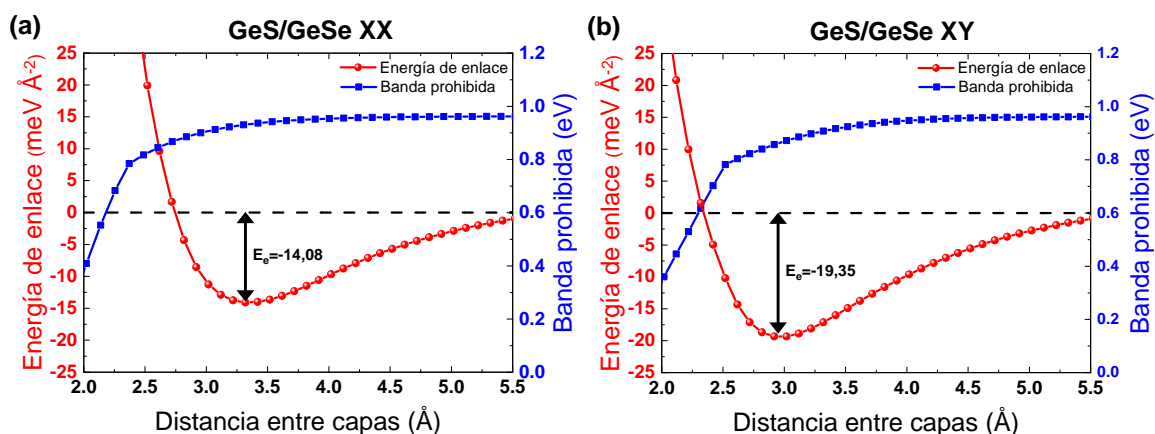 (a)
GeS/GeSe XX
Energía de enlace (meV Å⁻²)
25
20
15
10
5
0
-5
-10
-15
-20
-25
Energía de enlace
Banda prohibida
Eₑ=-14,08
1.2
1.0
0.8
0.6
0.4
0.2
0.0
Banda prohibida (eV)
2.0 2.5 3.0 3.5 4.0 4.5 5.0 5.5
Distancia entre capas (Å)
(b)
GeS/GeSe XY
Energía de enlace (meV Å⁻²)
25
20
15
10
5
0
-5
-10
-15
-20
-25
Energía de enlace
Banda prohibida
Eₑ=-19,35
1.2
1.0
0.8
0.6
0.4
0.2
0.0
Banda prohibida (eV)
2.0 2.5 3.0 3.5 4.0 4.5 5.0 5.5
Distancia entre capas (Å)